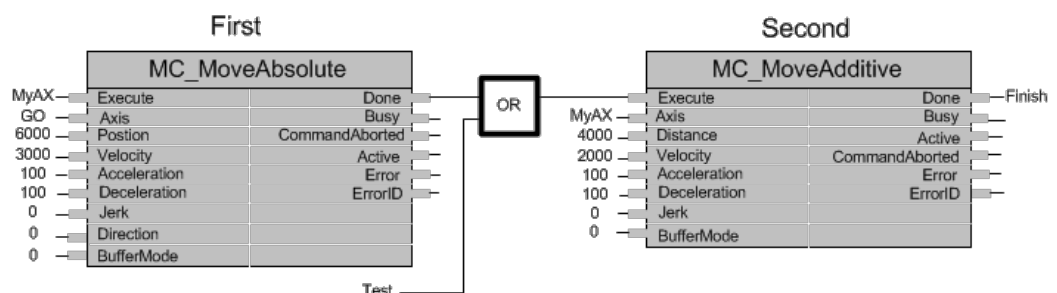 First
Second
MC_MoveAbsolute
MC_MoveAdditive
MyAX Execute Done
GO Axis Busy
6000 Postion CommandAborted
3000 Velocity Active
100 Acceleration Error
100 Deceleration ErrorID
0 Jerk
0 Direction
0 BufferMode
OR
Test
Execute Done Finish
MyAX Axis Busy
4000 Distance Active
2000 Velocity CommandAborted
100 Acceleration Error
100 Deceleration ErrorID
0 Jerk
0 BufferMode